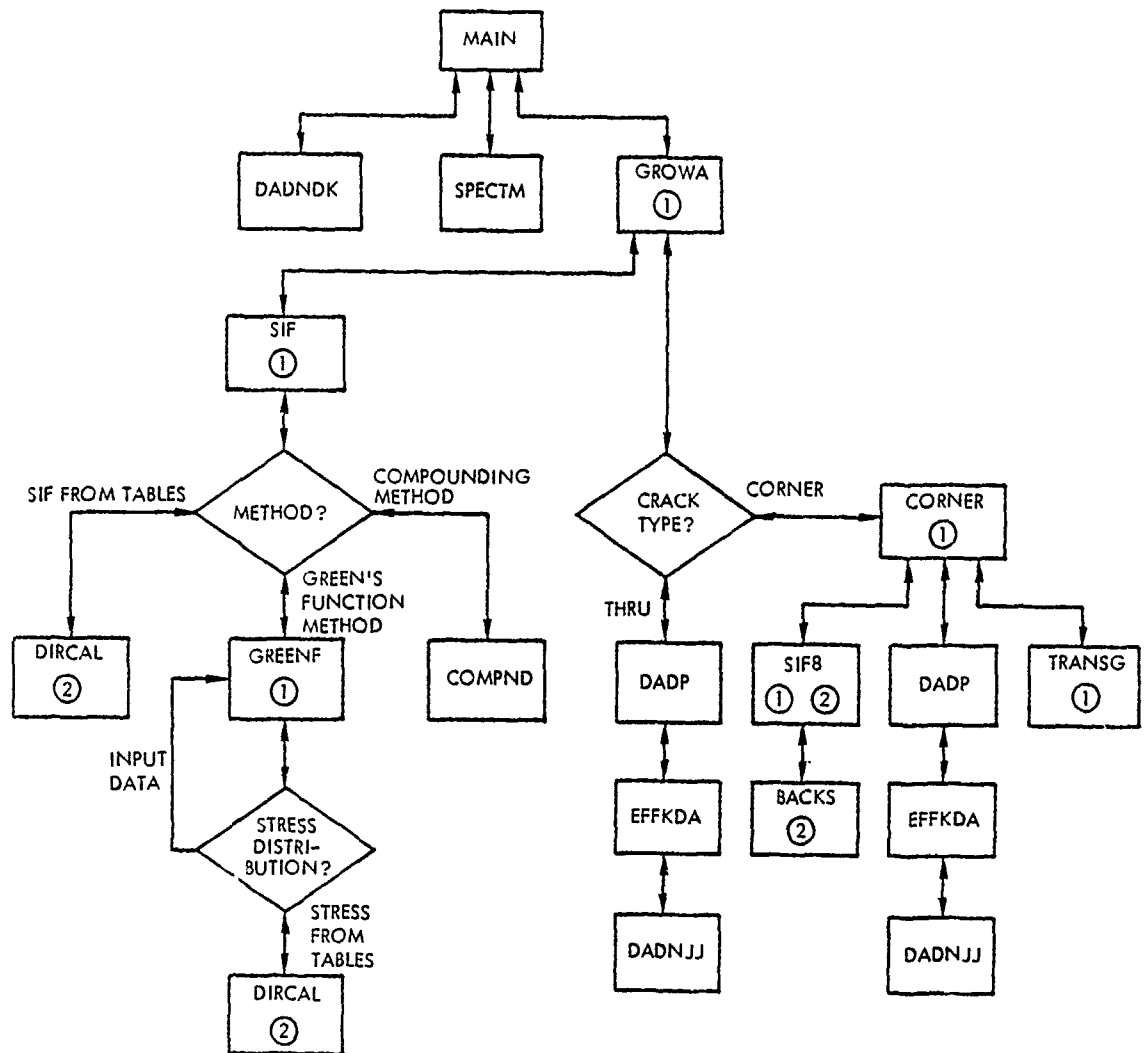 MAIN
DADNDK
SPECTM
GROWA
①
SIF
①
SIF FROM TABLES
METHOD?
COMPOUNDING
METHOD
GREEN'S
FUNCTION
METHOD
CRACK
TYPE?
CORNER
CORNER
①
THRU
DIRCAL
②
GREENF
①
COMPND
DADP
SIF8
① ②
DADP
TRANSG
①
INPUT
DATA
STRESS
DISTRI-
BUTION?
EFFKDA
BACKS
②
EFFKDA
STRESS
FROM
TABLES
DADNJJ
DADNJJ
DIRCAL
②